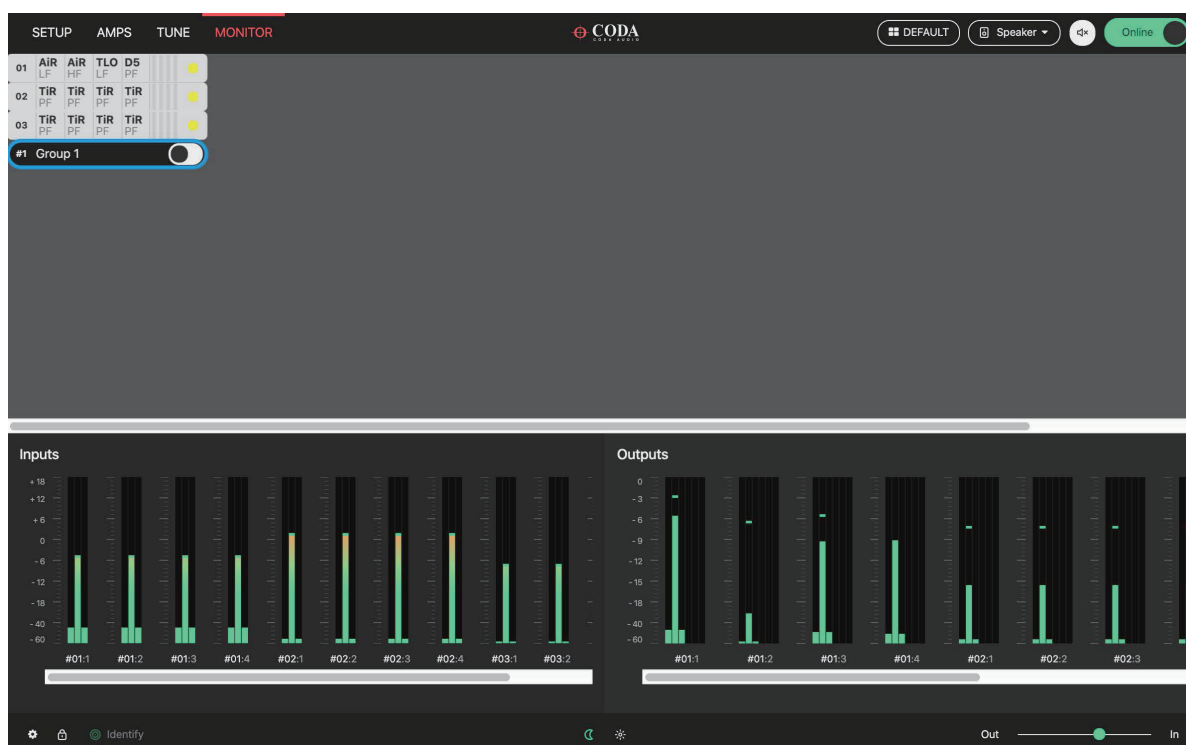 SETUP AMPS TUNE MONITOR CODA DEFAULT Speaker Online
CODA AUDIO
01 AiR AiR TLO D5
LF HF LF PF
02 TiR TiR TiR TiR
PF PF PF PF
03 TiR TiR TiR TiR
PF PF PF PF
#1 Group 1
Inputs
+18
+12
+6
0
-6
-12
-18
-40
-60
#01:1 #01:2 #01:3 #01:4 #02:1 #02:2 #02:3 #02:4 #03:1 #03:2
Outputs
0
-3
-6
-9
-12
-15
-18
-40
-60
#01:1 #01:2 #01:3 #01:4 #02:1 #02:2 #02:3
Identify Out In